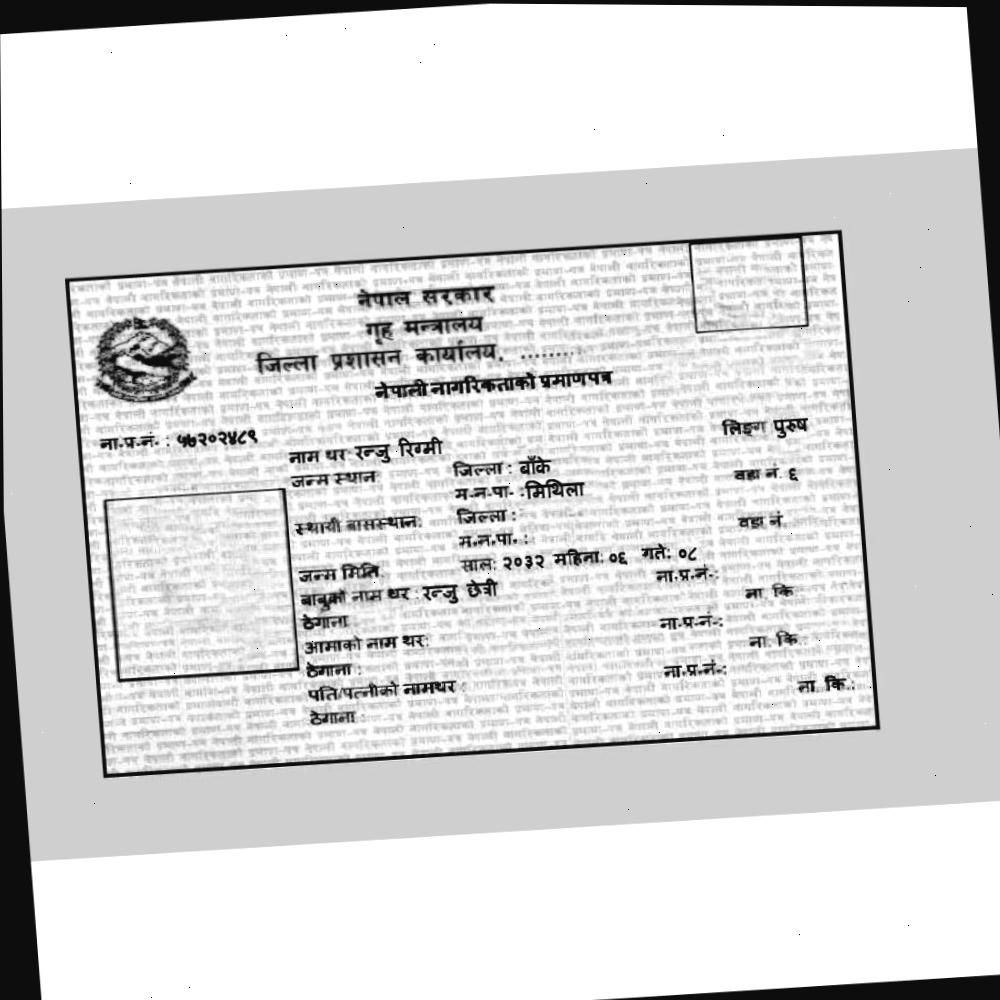 नेपाल सरकार
गृह मन्त्रालय
जिल्ला प्रशासन कार्यालय, .........
नेपाली नागरिकताको प्रमाणपत्र
ना.प्र.नं. : ५७२०२४८९
लिङ्ग पुरुष
नाम थर रन्जु रिग्मी
जन्म स्थान: जिल्ला : बाँके
म.न.पा. :मिथिला वडा नं. ६
स्थायी बासस्थान: जिल्ला :
म.न.पा. : वडा नं.
जन्म मिति: साल: २०३२ महिना: ०६ गते: ०८
बाबुको नाम थर : रन्जु छेत्री ना.प्र.नं.:
ठेगाना ना. कि
आमाको नाम थर: ना.प्र.नं.:
ठेगाना : ना. कि.:
पति/पत्नीको नामथर : ना.प्र.नं.:
ठेगाना : ना. कि.: